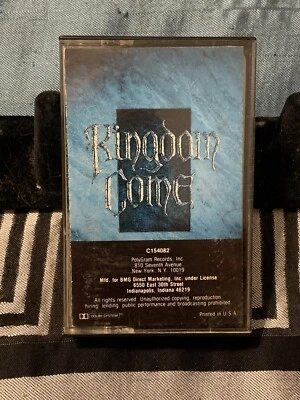 Kingdom
Come
C154082
PolyGram Records, Inc.
810 Seventh Avenue
New York, N.Y. 10019
Mfd. for BMG Direct Marketing, Inc. under License
6550 East 30th Street
Indianapolis, Indiana 46219
All rights reserved. Unauthorized copying, reproduction
hiring, lending, public performance and broadcasting prohibited.
DOLBY SYSTEM
Printed in U.S.A.